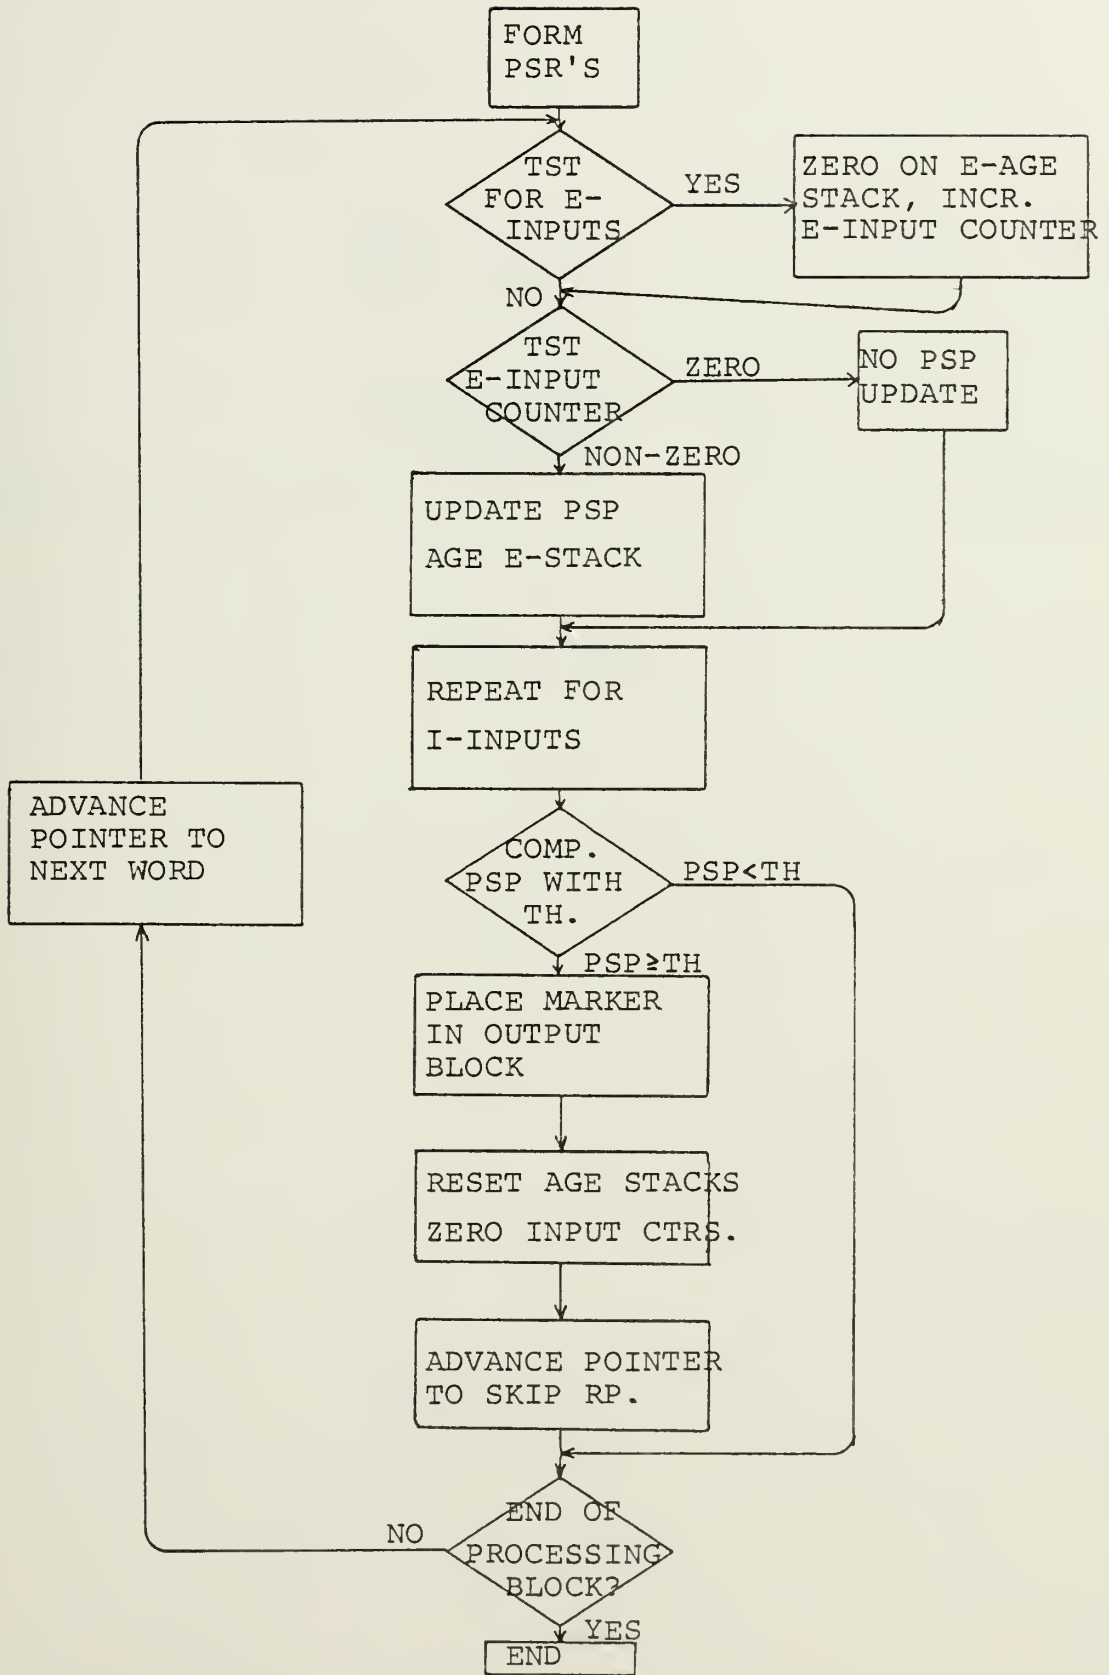 FORM
PSR'S
TST
FOR E-
INPUTS
YES
ZERO ON E-AGE
STACK, INCR.
E-INPUT COUNTER
NO
TST
E-INPUT
COUNTER
ZERO
NO PSP
UPDATE
NON-ZERO
UPDATE PSP
AGE E-STACK
REPEAT FOR
I-INPUTS
ADVANCE
POINTER TO
NEXT WORD
COMP.
PSP WITH
TH.
PSP<TH
PSP≥TH
PLACE MARKER
IN OUTPUT
BLOCK
RESET AGE STACKS
ZERO INPUT CTRS.
ADVANCE POINTER
TO SKIP RP.
END OF
PROCESSING
BLOCK?
NO
YES
END